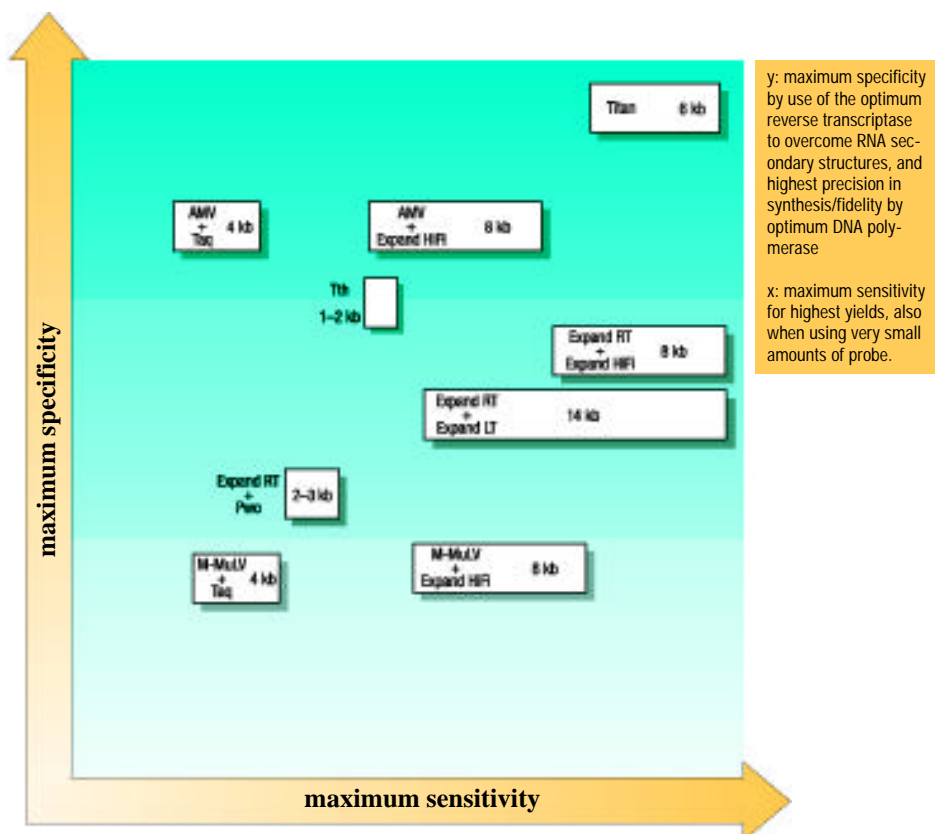 y: maximum specificity
by use of the optimum
reverse transcriptase
to overcome RNA sec-
ondary structures, and
highest precision in
synthesis/fidelity by
optimum DNA poly-
merase
x: maximum sensitivity
for highest yields, also
when using very small
amounts of probe.
maximum specificity
Titan 6 kb
AMV
+
Taq
4 kb
AMV
+
Expand HIFI
8 kb
Tth
1–2 kb
Expand RT
+
Expand HIFI
8 kb
Expand RT
+
Expand LT
14 kb
Expand RT
+
Pwo
2–3 kb
M-MuLV
+
Taq
4 kb
M-MuLV
+
Expand HIFI
8 kb
maximum sensitivity